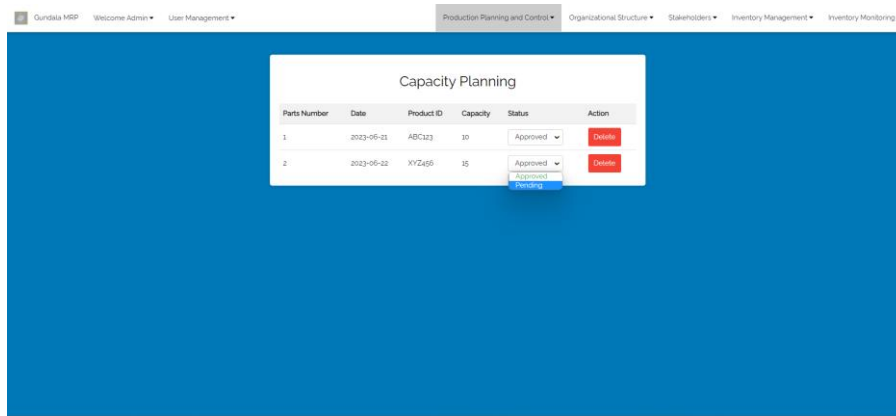 Gundala MRP Welcome Admin User Management Production Planning and Control Organizational Structure Stakeholders Inventory Management Inventory Monitoring
Capacity Planning
Parts Number Date Product ID Capacity Status Action
1 2023-06-21 ABC123 10 Approved Delete
2 2023-06-22 XYZ456 15 Approved Delete
Approved
Pending